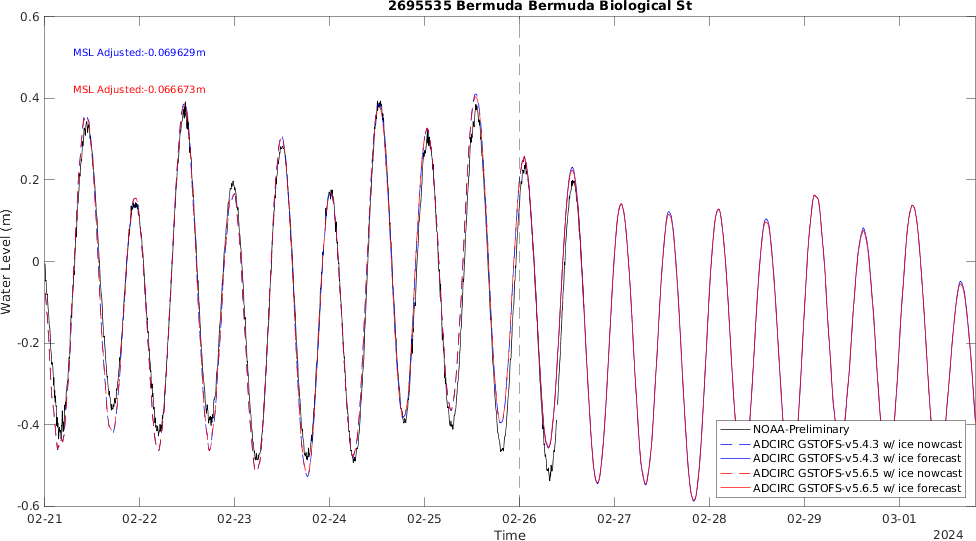 2695535 Bermuda Bermuda Biological St
0.6
MSL Adjusted:-0.069629m
MSL Adjusted:-0.066673m
0.4
0.2
0
-0.2
-0.4
-0.6
Water Level (m)
NOAA-Preliminary
ADCIRC GSTOFS-v5.4.3 w/ ice nowcast
ADCIRC GSTOFS-v5.4.3 w/ ice forecast
ADCIRC GSTOFS-v5.6.5 w/ ice nowcast
ADCIRC GSTOFS-v5.6.5 w/ ice forecast
02-21 02-22 02-23 02-24 02-25 02-26 02-27 02-28 02-29 03-01
Time
2024